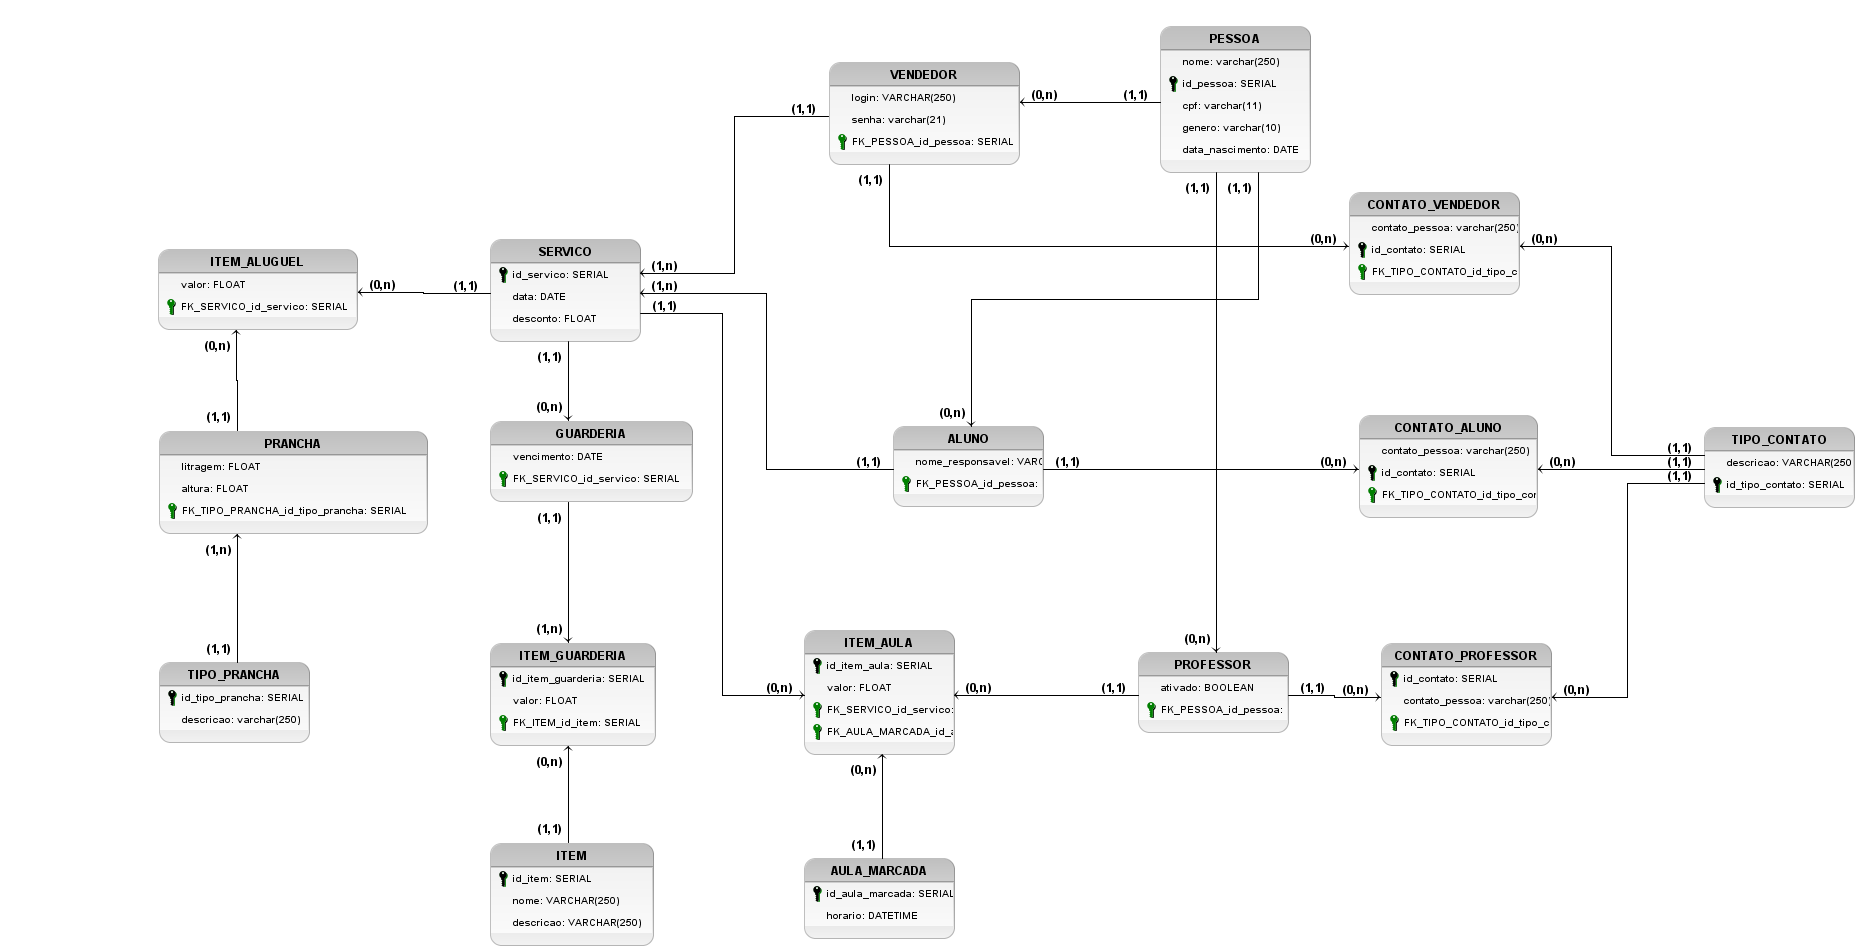 PESSOA
nome: varchar(250)
id_pessoa: SERIAL
cpf: varchar(11)
genero: varchar(10)
data_nascimento: DATE
(1,1)
(1,1)
(1,1)
VENDEDOR
login: VARCHAR(250)
senha: varchar(21)
FK_PESSOA_id_pessoa: SERIAL
(0,n)
(1,1)
(1,1)
CONTATO_VENDEDOR
contato_pessoa: varchar(250)
id_contato: SERIAL
FK_TIPO_CONTATO_id_tipo_c
(0,n)
(0,n)
SERVICO
id_servico: SERIAL
data: DATE
desconto: FLOAT
(1,n)
(1,n)
(1,1)
(1,1)
(1,1)
ITEM_ALUGUEL
valor: FLOAT
FK_SERVICO_id_servico: SERIAL
(0,n)
(0,n)
PRANCHA
litragem: FLOAT
altura: FLOAT
FK_TIPO_PRANCHA_id_tipo_prancha: SERIAL
(1,1)
(1,n)
TIPO_PRANCHA
id_tipo_prancha: SERIAL
descricao: varchar(250)
(1,1)
GUARDERIA
vencimento: DATE
FK_SERVICO_id_servico: SERIAL
(0,n)
(1,1)
ITEM_GUARDERIA
id_item_guarderia: SERIAL
valor: FLOAT
FK_ITEM_id_item: SERIAL
(1,n)
(0,n)
ITEM
id_item: SERIAL
nome: VARCHAR(250)
descricao: VARCHAR(250)
(1,1)
ALUNO
nome_responsavel: VARC
FK_PESSOA_id_pessoa:
(0,n)
(1,1)
(1,1)
CONTATO_ALUNO
contato_pessoa: varchar(250)
id_contato: SERIAL
FK_TIPO_CONTATO_id_tipo_con
(0,n)
(0,n)
TIPO_CONTATO
descricao: VARCHAR(250
id_tipo_contato: SERIAL
(1,1)
(1,1)
(1,1)
ITEM_AULA
id_item_aula: SERIAL
valor: FLOAT
FK_SERVICO_id_servico:
FK_AULA_MARCADA_id_a
(0,n)
(0,n)
(0,n)
PROFESSOR
ativado: BOOLEAN
FK_PESSOA_id_pessoa:
(0,n)
(1,1)
(1,1)
CONTATO_PROFESSOR
id_contato: SERIAL
contato_pessoa: varchar(250)
FK_TIPO_CONTATO_id_tipo_c
(0,n)
(0,n)
AULA_MARCADA
id_aula_marcada: SERIAL
horario: DATETIME
(1,1)